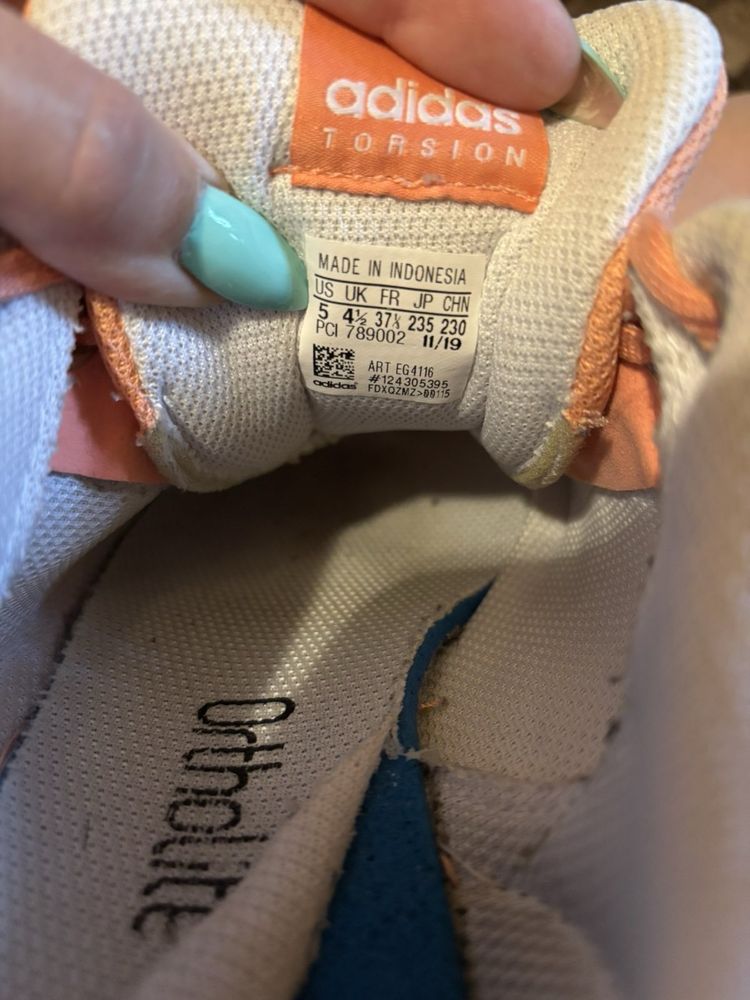 adidas
TORSION
MADE IN INDONESIA
US UK FR JP CHN
5 4½ 37⅓ 235 230
PCI 789002 11/19
ART EG4116
#124305395
adidas
FDXQZMZ>00115
Ortholite